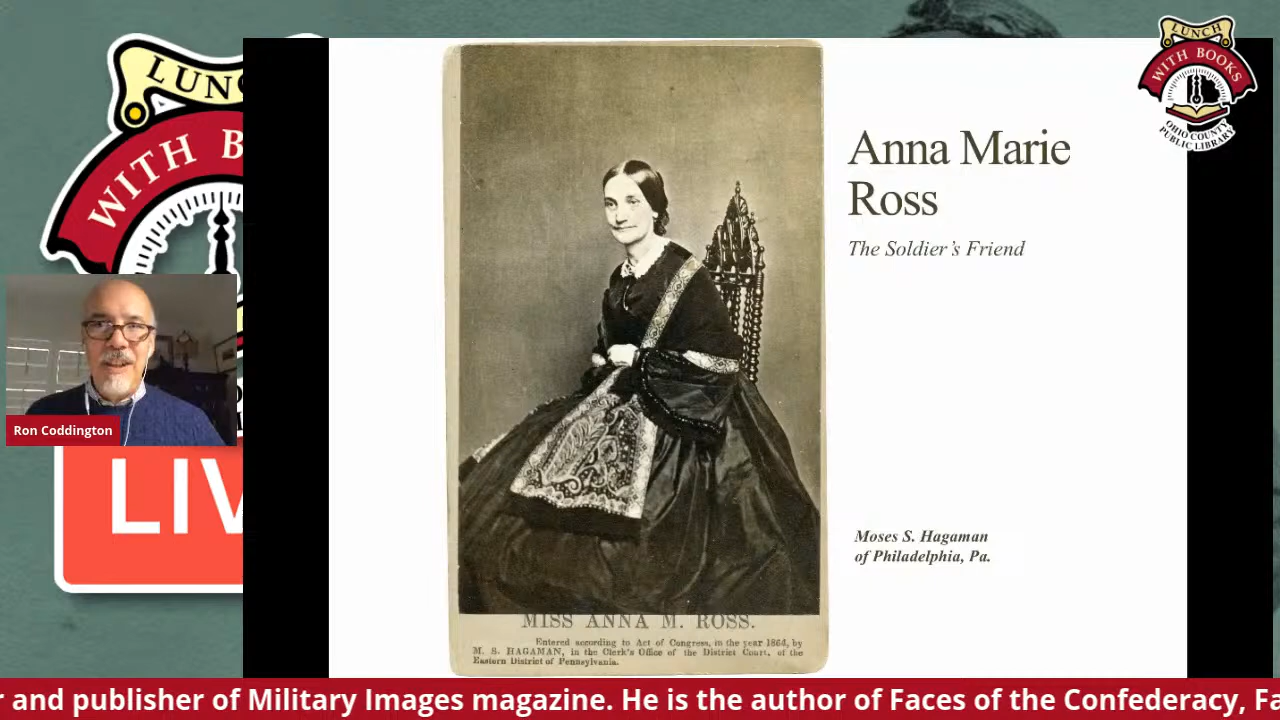 LUNCH
WITH BOOKS
OHIO COUNTY
PUBLIC LIBRARY
LUNC
WITH B
Anna Marie
Ross
The Soldier's Friend
Ron Coddington
LIV
Moses S. Hagaman
of Philadelphia, Pa.
MISS ANNA M. ROSS.
Entered according to Act of Congress, in the year 1864, by
M. S. HAGAMAN, in the Clerk's Office of the District Court, of the
Eastern District of Pennsylvania.
r and publisher of Military Images magazine. He is the author of Faces of the Confederacy, Fa